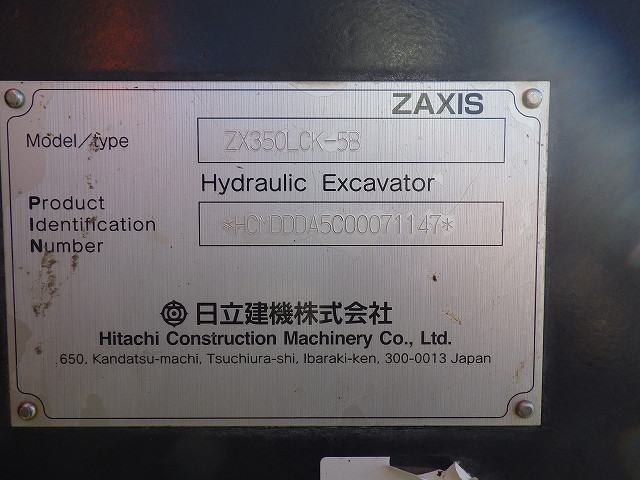 ZAXIS
Model/type
ZX350LCK-5B
Hydraulic Excavator
Product
Identification
Number
*HCMDDDA5C00071147*
日立建機株式会社
Hitachi Construction Machinery Co., Ltd.
650, Kandatsu-machi, Tsuchiura-shi, Ibaraki-ken, 300-0013 Japan